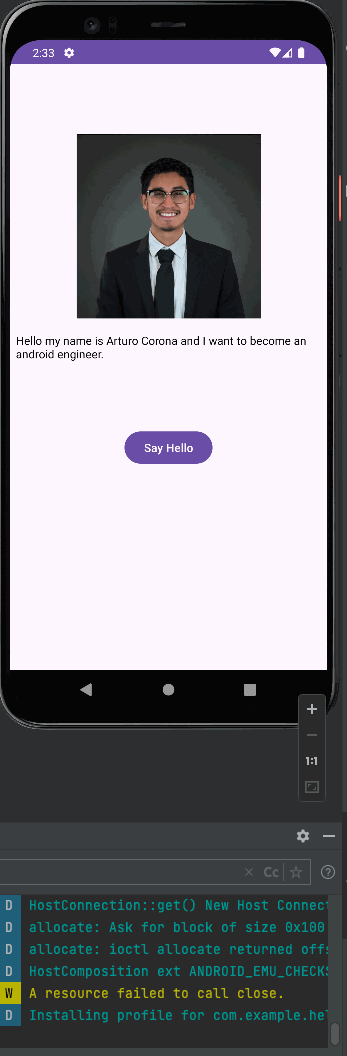 2:33
Hello my name is Arturo Corona and I want to become an
android engineer.
Say Hello
1:1
Cc
?
D HostConnection::get() New Host Connect
D allocate: Ask for block of size 0x100
D allocate: ioctl allocate returned offs
D HostComposition ext ANDROID_EMU_CHECKS
W A resource failed to call close.
D Installing profile for com.example.hel